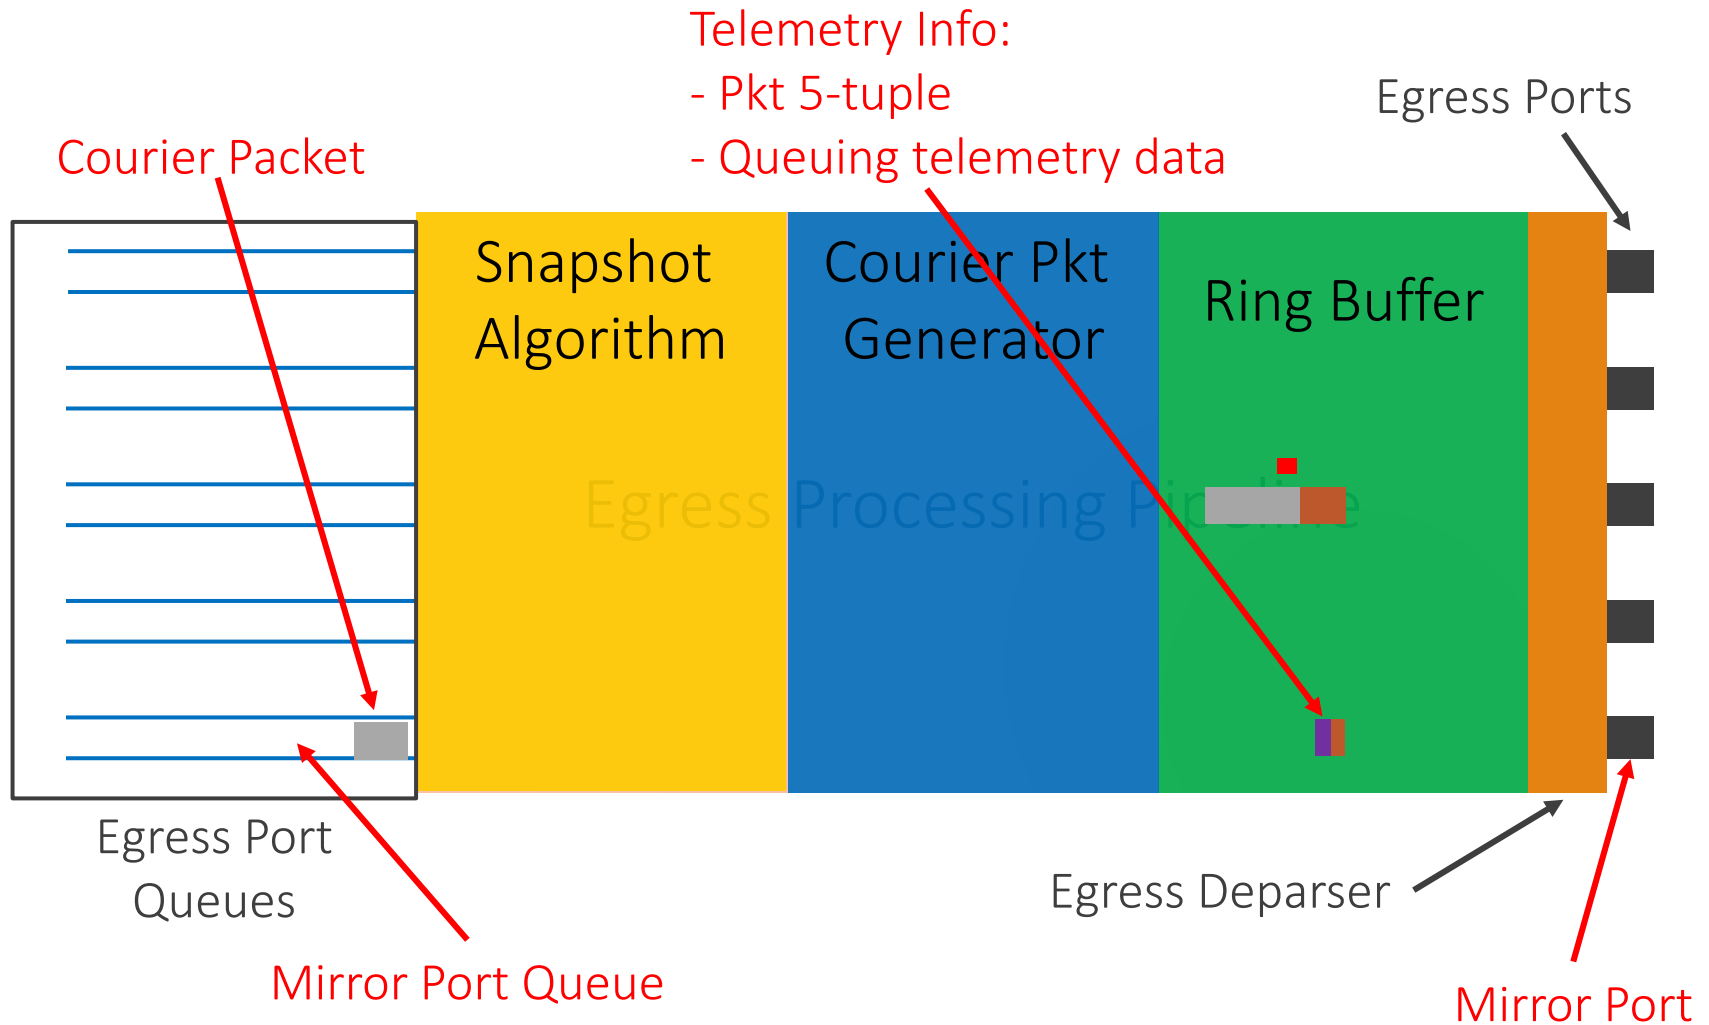 Telemetry Info:
- Pkt 5-tuple
- Queuing telemetry data
Egress Ports
Courier Packet
Snapshot
Algorithm
Courier Pkt
Generator
Ring Buffer
Egress Processing Pipeline
Egress Port
Queues
Egress Deparser
Mirror Port Queue
Mirror Port